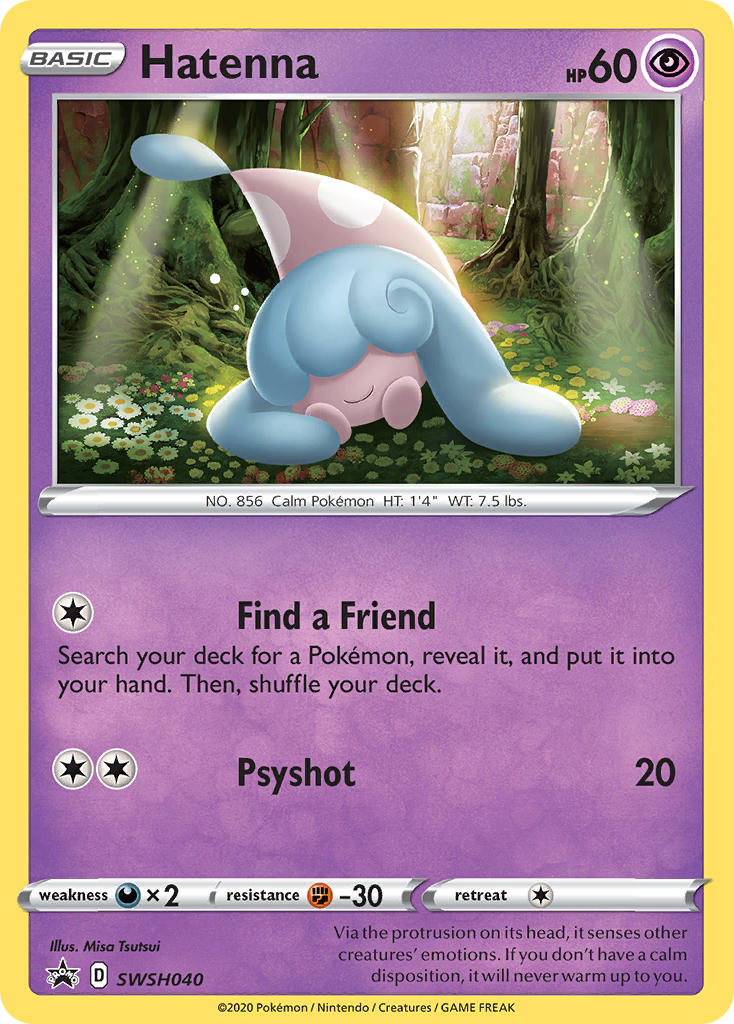 BASIC Hatenna HP60
NO. 856 Calm Pokémon HT: 1'4" WT: 7.5 lbs.
Find a Friend
Search your deck for a Pokémon, reveal it, and put it into
your hand. Then, shuffle your deck.
Psyshot 20
weakness ×2 resistance -30 retreat
Illus. Misa Tsutsui
Via the protrusion on its head, it senses other
creatures' emotions. If you don't have a calm
disposition, it will never warm up to you.
PROMO D SWSH040
©2020 Pokémon / Nintendo / Creatures / GAME FREAK